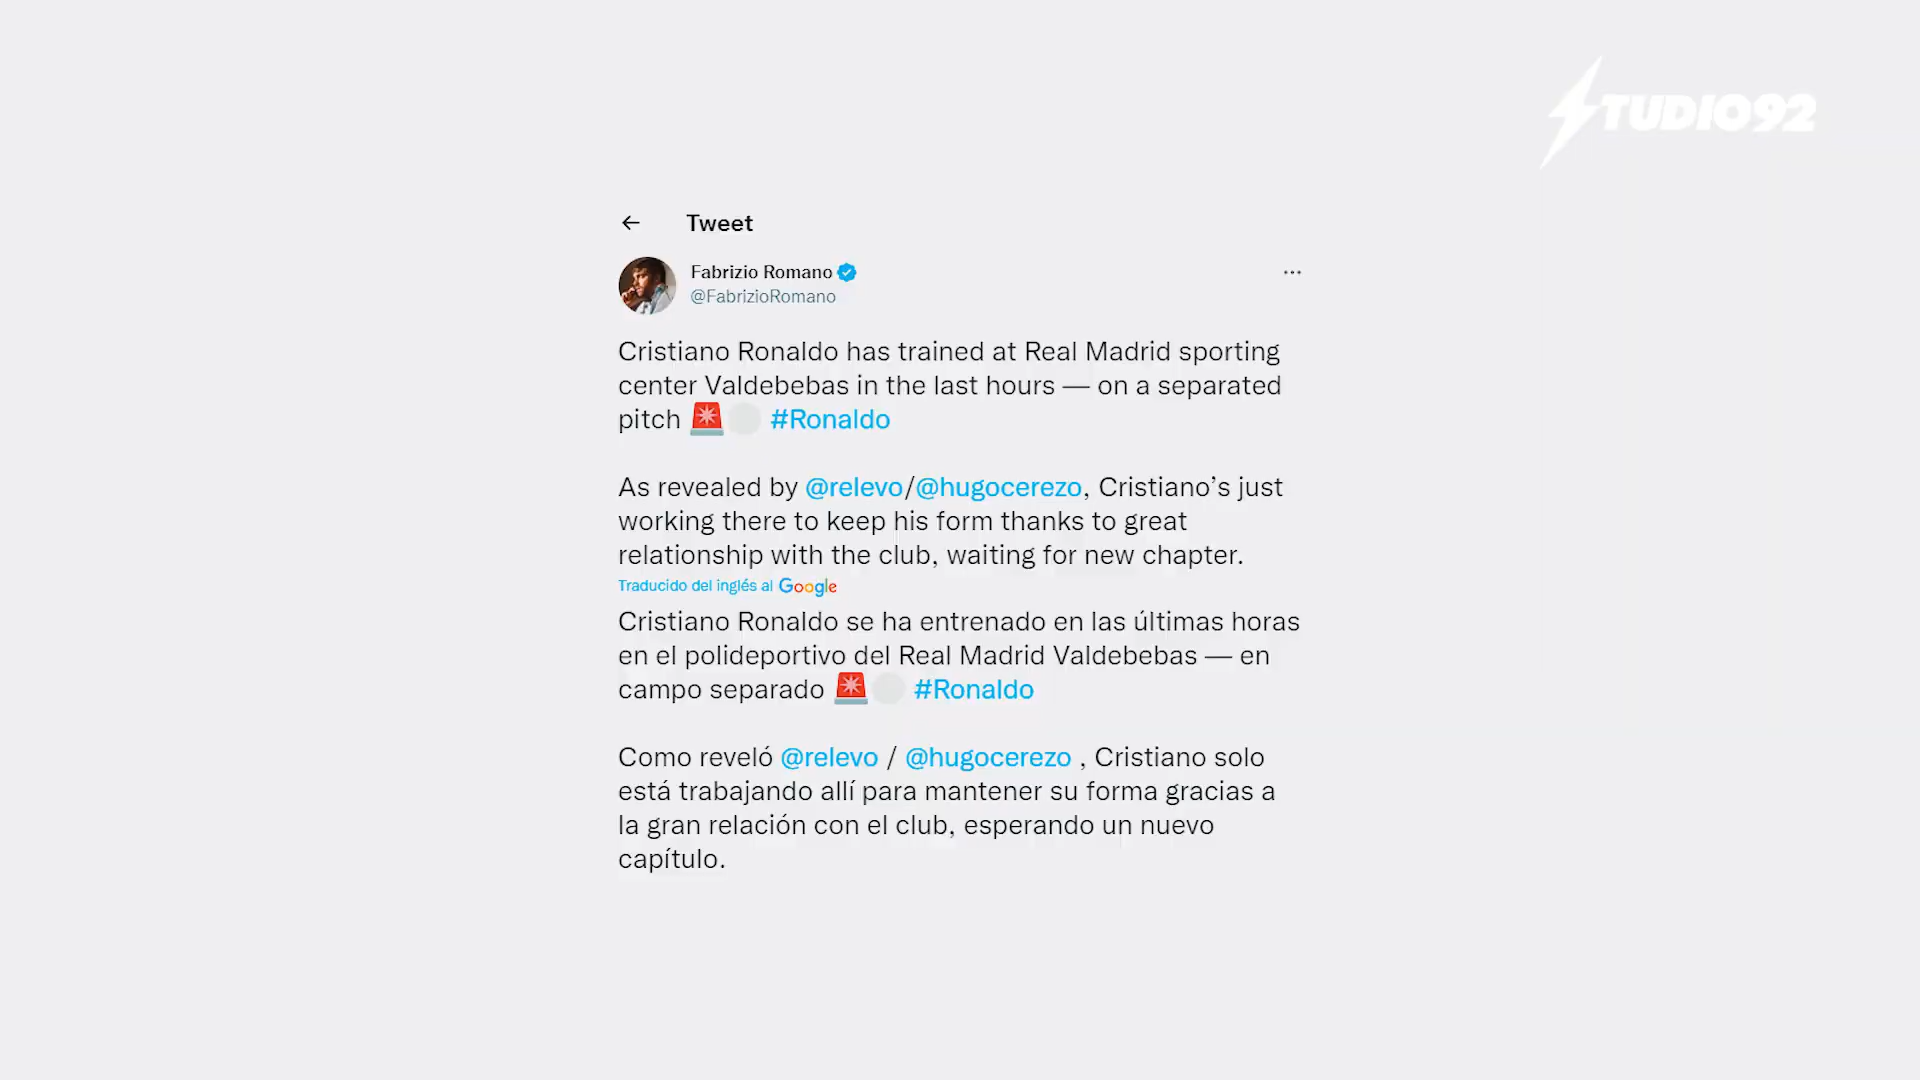 STUDIO92
Tweet
Fabrizio Romano
@FabrizioRomano
Cristiano Ronaldo has trained at Real Madrid sporting
center Valdebebas in the last hours — on a separated
pitch 🚨⚪ #Ronaldo
As revealed by @relevo/@hugocerezo, Cristiano’s just
working there to keep his form thanks to great
relationship with the club, waiting for new chapter.
Traducido del inglés al Google
Cristiano Ronaldo se ha entrenado en las últimas horas
en el polideportivo del Real Madrid Valdebebas — en
campo separado 🚨⚪ #Ronaldo
Como reveló @relevo / @hugocerezo , Cristiano solo
está trabajando allí para mantener su forma gracias a
la gran relación con el club, esperando un nuevo
capítulo.